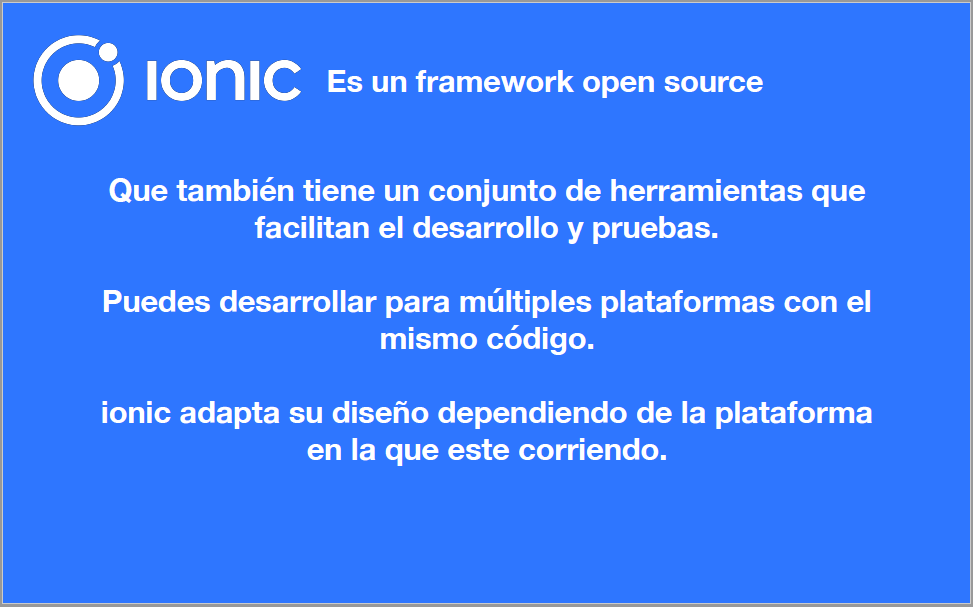 ionic Es un framework open source
Que también tiene un conjunto de herramientas que
facilitan el desarrollo y pruebas.
Puedes desarrollar para múltiples plataformas con el
mismo código.
ionic adapta su diseño dependiendo de la plataforma
en la que este corriendo.